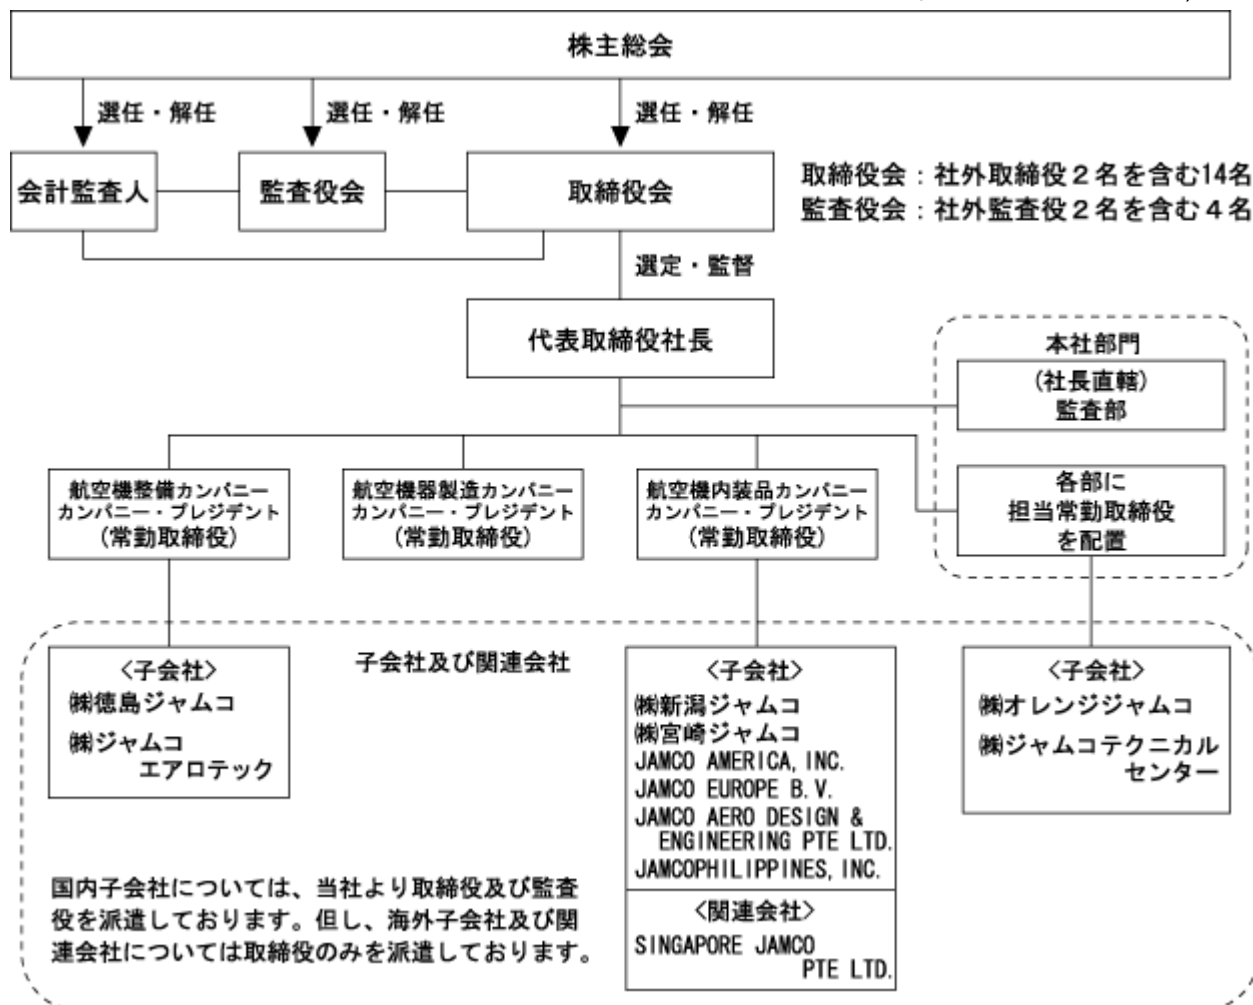 株主総会
選任・解任
選任・解任
選任・解任
会計監査人
監査役会
取締役会
取締役会：社外取締役２名を含む14名
監査役会：社外監査役２名を含む４名
選定・監督
代表取締役社長
本社部門
(社長直轄)
監査部
航空機整備カンパニー
カンパニー・プレジデント
(常勤取締役)
航空機器製造カンパニー
カンパニー・プレジデント
(常勤取締役)
航空機内装品カンパニー
カンパニー・プレジデント
(常勤取締役)
各部に
担当常勤取締役
を配置
子会社及び関連会社
〈子会社〉
㈱徳島ジャムコ
㈱ジャムコ
エアロテック
〈子会社〉
㈱新潟ジャムコ
㈱宮崎ジャムコ
JAMCO AMERICA, INC.
JAMCO EUROPE B.V.
JAMCO AERO DESIGN &
ENGINEERING PTE LTD.
JAMCOPHILIPPINES, INC.
〈関連会社〉
SINGAPORE JAMCO
PTE LTD.
〈子会社〉
㈱オレンジジャムコ
㈱ジャムコテクニカル
センター
国内子会社については、当社より取締役及び監査
役を派遣しております。但し、海外子会社及び関
連会社については取締役のみを派遣しております。